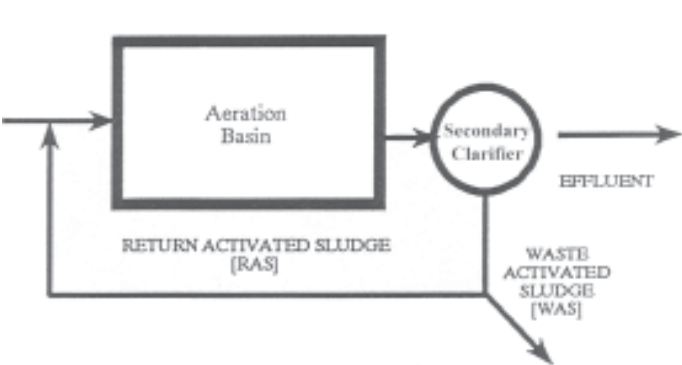 Aeration
Basin
Secondary
Clarifier
EFFLUENT
RETURN ACTIVATED SLUDGE
[RAS]
WASTE
ACTIVATED
SLUDGE
[WAS]